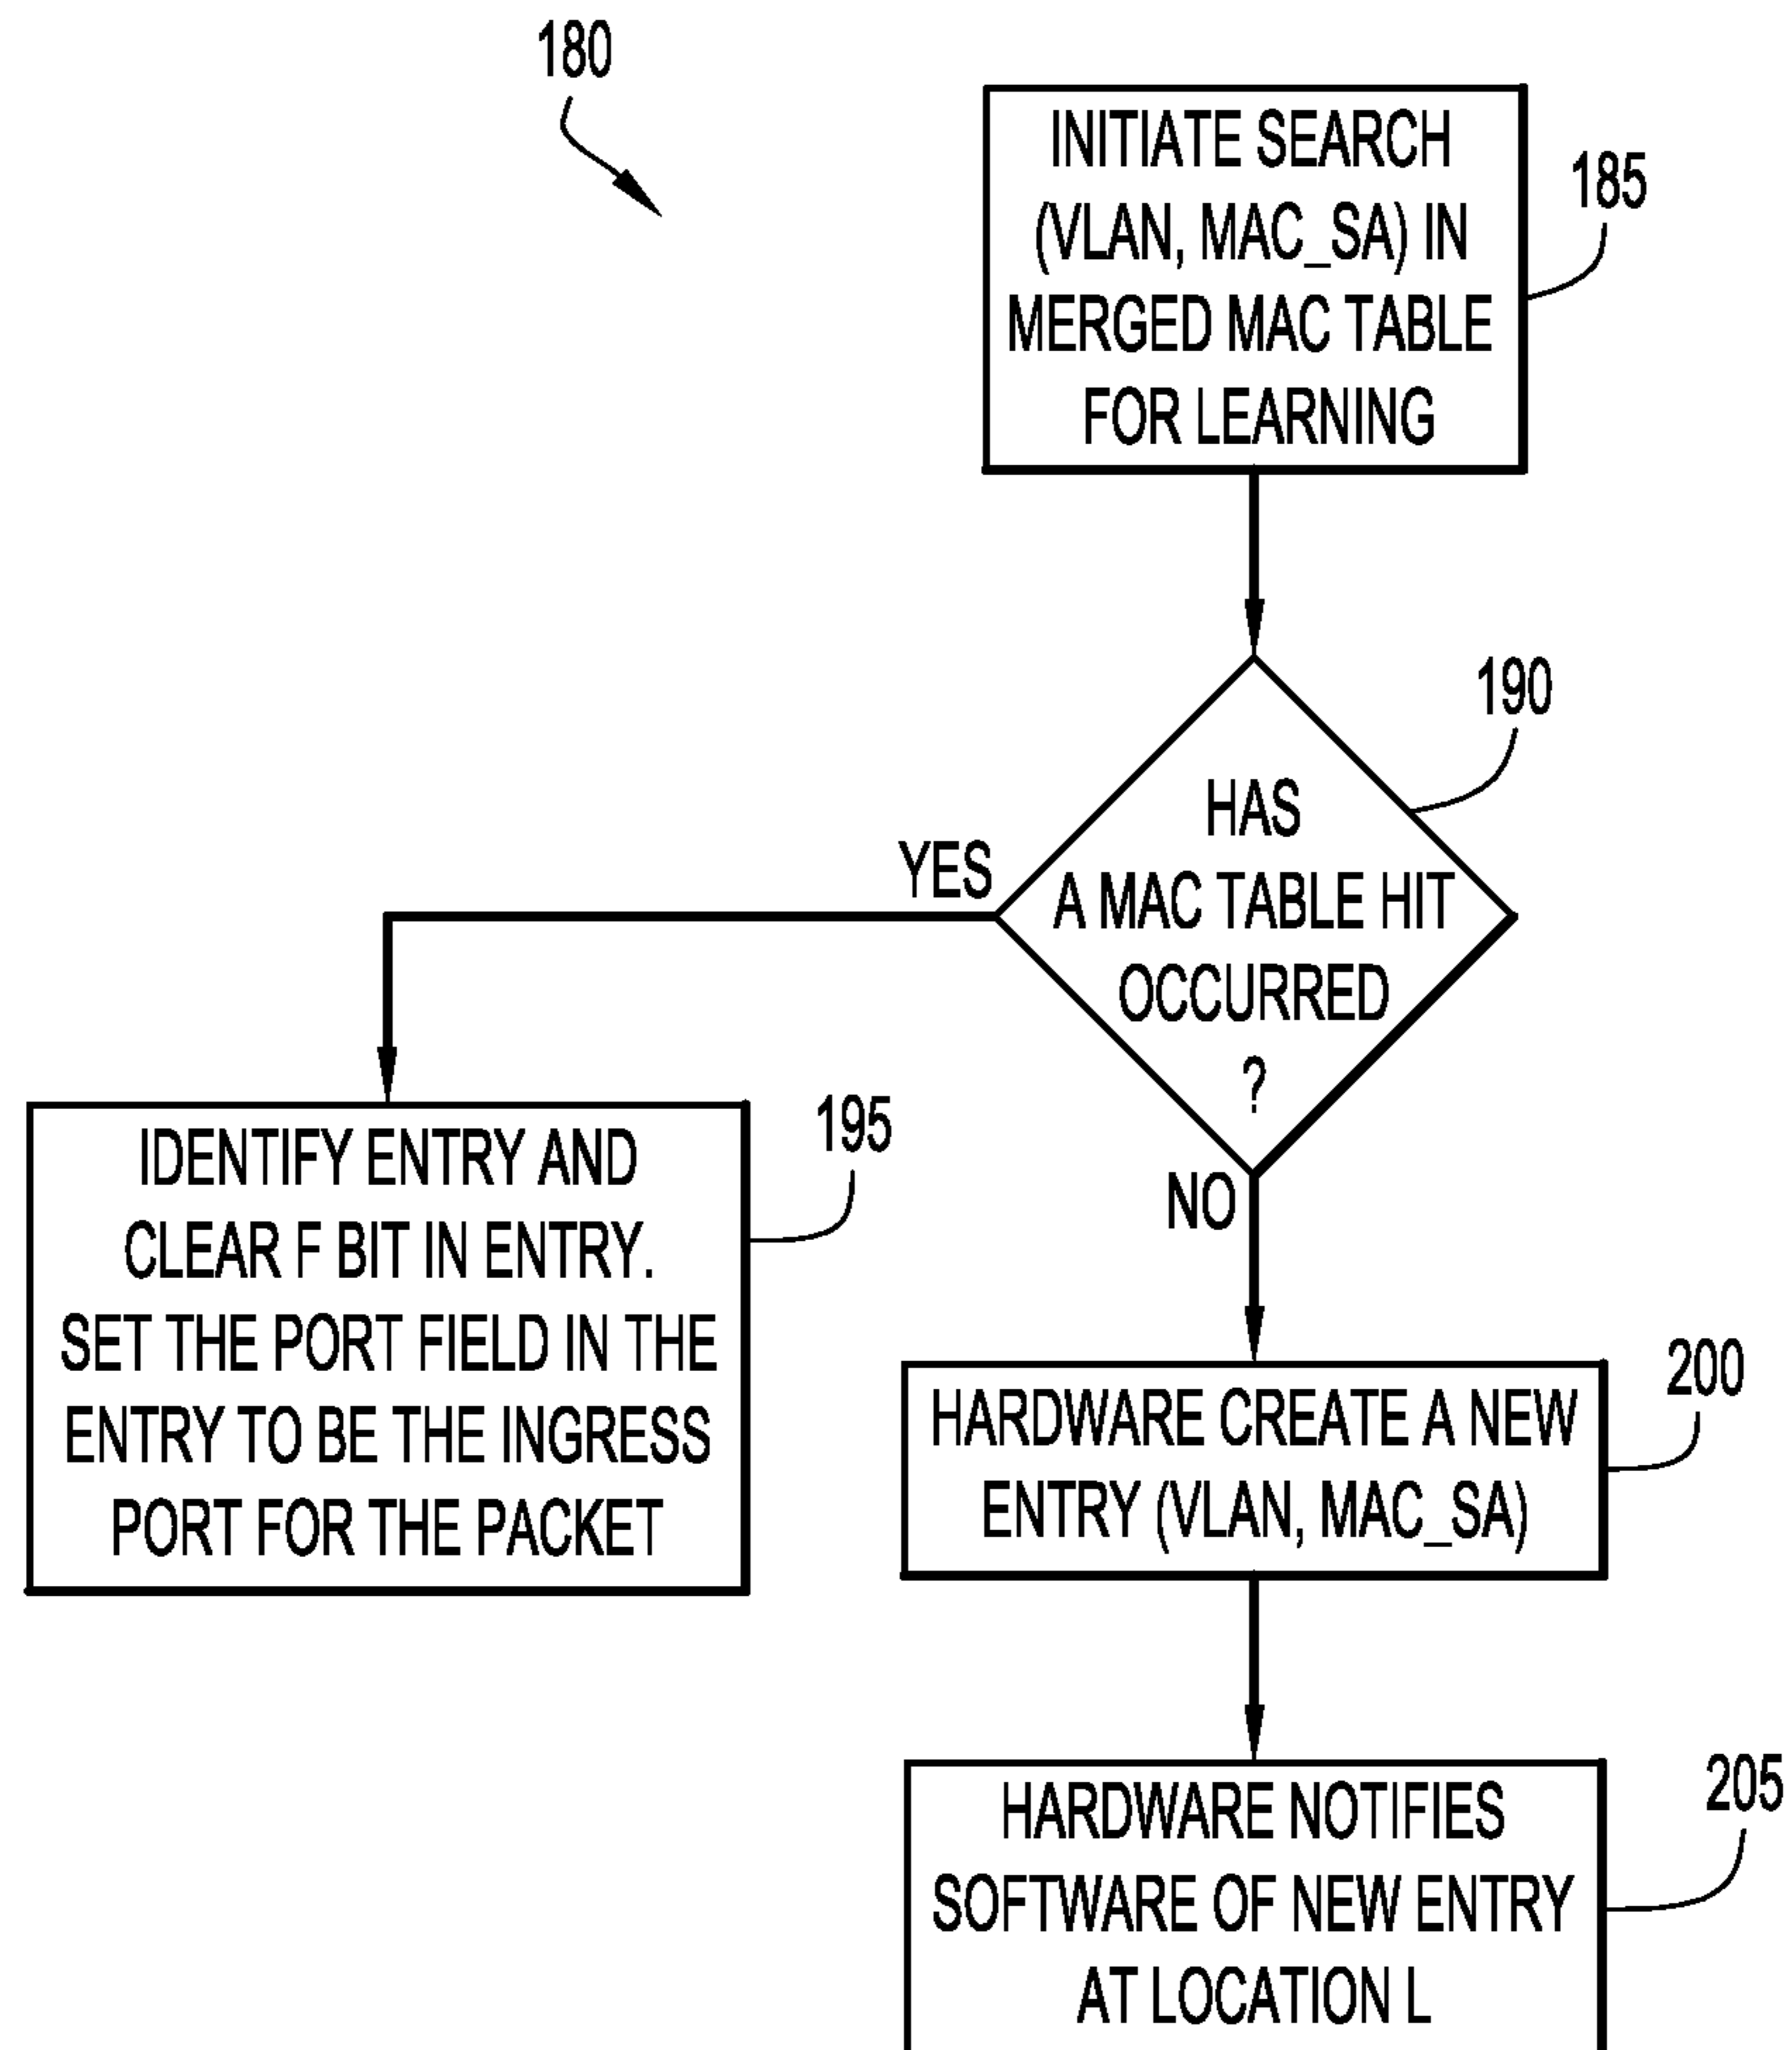 180
INITIATE SEARCH
(VLAN, MAC_SA) IN
MERGED MAC TABLE
FOR LEARNING
185
190
HAS
A MAC TABLE HIT
OCCURRED
?
YES
NO
IDENTIFY ENTRY AND
CLEAR F BIT IN ENTRY.
SET THE PORT FIELD IN THE
ENTRY TO BE THE INGRESS
PORT FOR THE PACKET
195
HARDWARE CREATE A NEW
ENTRY (VLAN, MAC_SA)
200
HARDWARE NOTIFIES
SOFTWARE OF NEW ENTRY
AT LOCATION L
205